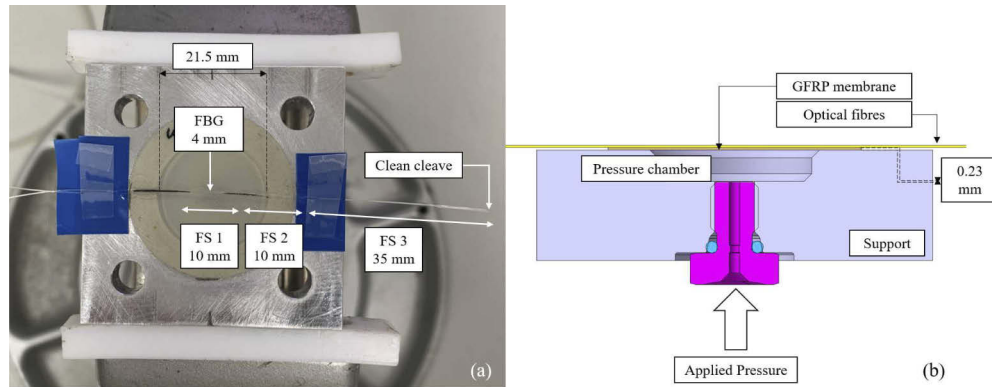 21.5 mm
FBG
4 mm
Clean cleave
FS 1
10 mm
FS 2
10 mm
FS 3
35 mm
(a)
GFRP membrane
Optical fibres
Pressure chamber
0.23
mm
Support
Applied Pressure
(b)